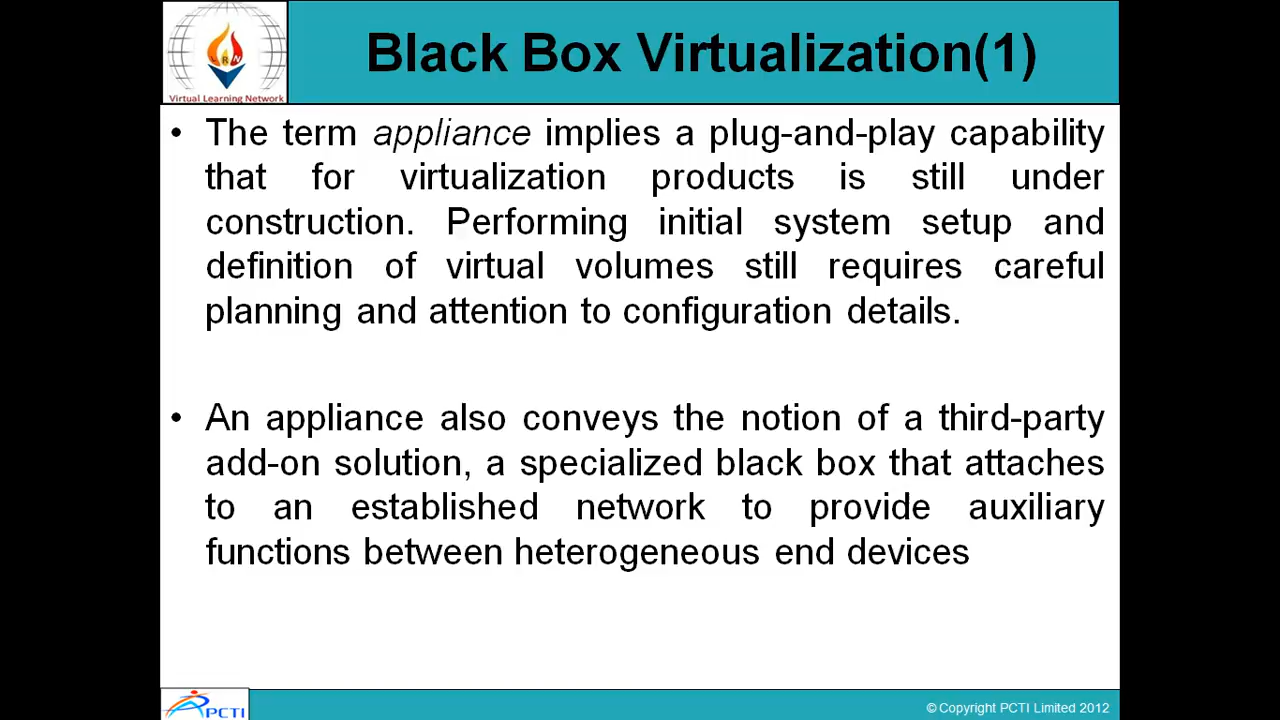 Black Box Virtualization(1)
Virtual Learning Network
• The term appliance implies a plug-and-play capability
that for virtualization products is still under
construction. Performing initial system setup and
definition of virtual volumes still requires careful
planning and attention to configuration details.
• An appliance also conveys the notion of a third-party
add-on solution, a specialized black box that attaches
to an established network to provide auxiliary
functions between heterogeneous end devices
PCTI
© Copyright PCTI Limited 2012